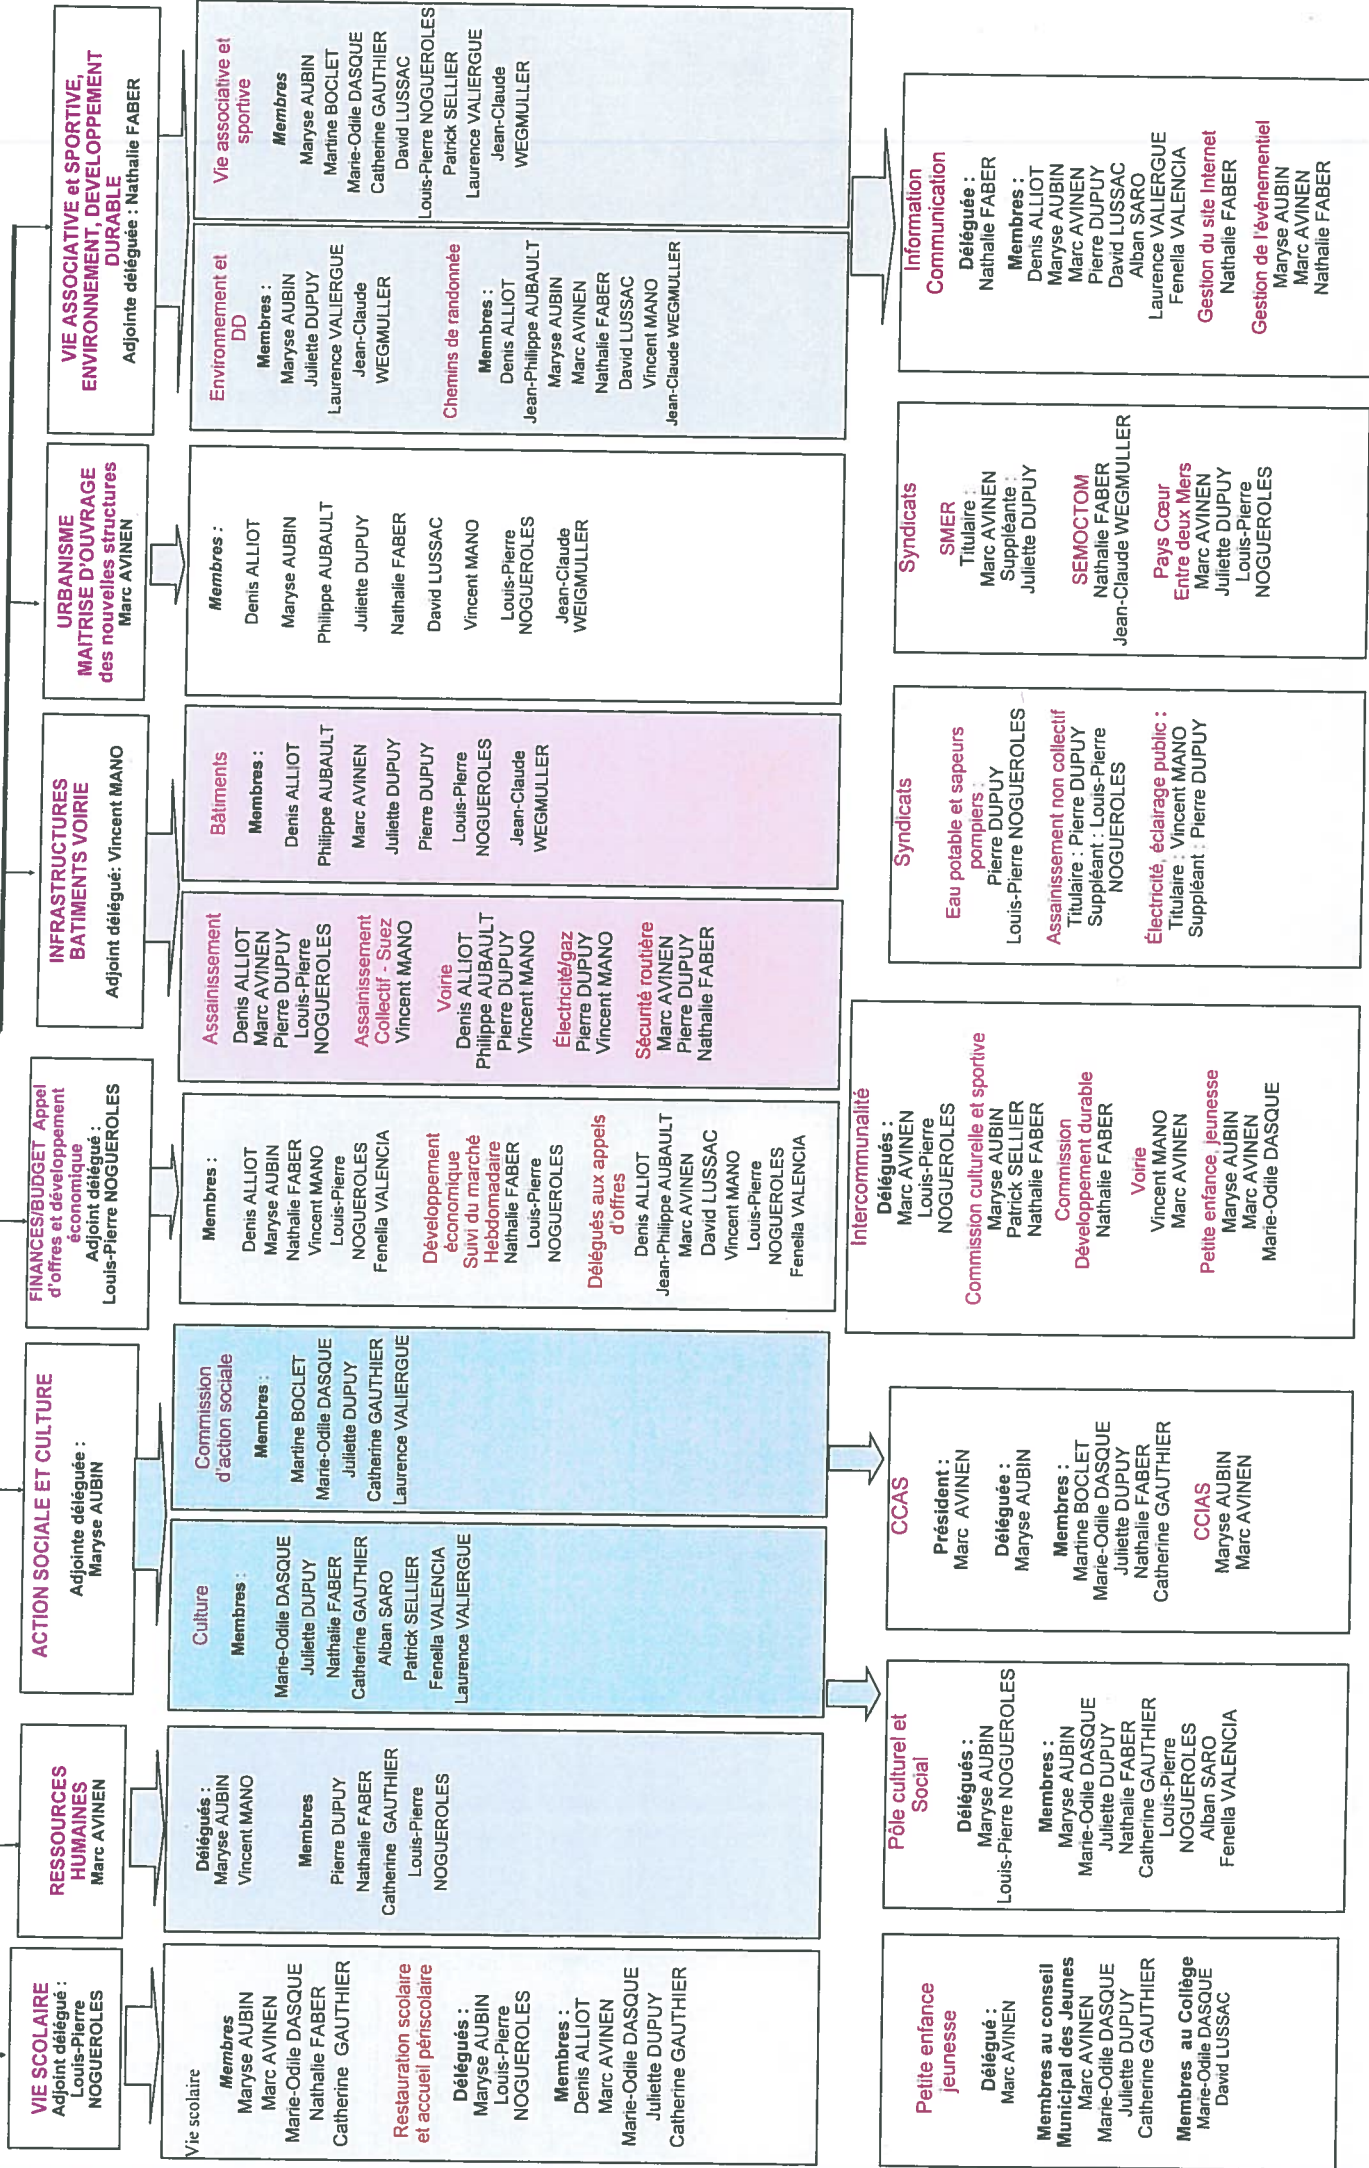 VIE SCOLAIRE
Adjoint délégué :
Louis-Pierre
NOGUEROLES
Vie scolaire
Membres
Maryse AUBIN
Marc AVINEN
Marie-Odile DASQUE
Nathalie FABER
Catherine GAUTHIER
Restauration scolaire
et accueil périscolaire
Délégués :
Maryse AUBIN
Louis-Pierre
NOGUEROLES
Membres :
Denis ALLIOT
Marc AVINEN
Marie-Odile DASQUE
Juliette DUPUY
Catherine GAUTHIER
RESSOURCES
HUMAINES
Marc AVINEN
Délégués :
Maryse AUBIN
Vincent MANO
Membres
Pierre DUPUY
Nathalie FABER
Catherine GAUTHIER
Louis-Pierre
NOGUEROLES
ACTION SOCIALE ET CULTURE
Adjointe déléguée :
Maryse AUBIN
Culture
Membres :
Marie-Odile DASQUE
Juliette DUPUY
Nathalie FABER
Catherine GAUTHIER
Alban SARO
Patrick SELLIER
Fenella VALENCIA
Laurence VALIERGUE
Commission
d'action sociale
Membres :
Martine BOCLET
Marie-Odile DASQUE
Juliette DUPUY
Catherine GAUTHIER
Laurence VALIERGUE
FINANCES/BUDGET Appel
d'offres et développement
économique
Adjoint délégué :
Louis-Pierre NOGUEROLES
Membres :
Denis ALLIOT
Maryse AUBIN
Nathalie FABER
Vincent MANO
Louis-Pierre
NOGUEROLES
Fenella VALENCIA
Développement
économique
Suivi du marché
Hebdomadaire
Nathalie FABER
Louis-Pierre
NOGUEROLES
Délégués aux appels
d'offres
Denis ALLIOT
Jean-Philippe AUBAULT
Marc AVINEN
David LUSSAC
Vincent MANO
Louis-Pierre
NOGUEROLES
Fenella VALENCIA
INFRASTRUCTURES
BATIMENTS VOIRIE
Adjoint délégué: Vincent MANO
Assainissement
Denis ALLIOT
Marc AVINEN
Pierre DUPUY
Louis-Pierre
NOGUEROLES
Assainissement
Collectif - Suez
Vincent MANO
Voirie
Denis ALLIOT
Philippe AUBAULT
Pierre DUPUY
Vincent MANO
Électricité/gaz
Pierre DUPUY
Vincent MANO
Sécurité routière
Marc AVINEN
Pierre DUPUY
Nathalie FABER
Bâtiments
Membres :
Denis ALLIOT
Philippe AUBAULT
Marc AVINEN
Juliette DUPUY
Pierre DUPUY
Louis-Pierre
NOGUEROLES
Jean-Claude
WEGMULLER
URBANISME
MAITRISE D'OUVRAGE
des nouvelles structures
Marc AVINEN
Membres :
Denis ALLIOT
Maryse AUBIN
Philippe AUBAULT
Juliette DUPUY
Nathalie FABER
David LUSSAC
Vincent MANO
Louis-Pierre
NOGUEROLES
Jean-Claude
WEIGMULLER
VIE ASSOCIATIVE et SPORTIVE,
ENVIRONNEMENT, DEVELOPPEMENT
DURABLE
Adjointe déléguée : Nathalie FABER
Environnement et
DD
Membres :
Maryse AUBIN
Juliette DUPUY
Laurence VALIERGUE
Jean-Claude
WEGMULLER
Chemins de randonnée
Membres :
Denis ALLIOT
Jean-Philippe AUBAULT
Maryse AUBIN
Marc AVINEN
Nathalie FABER
David LUSSAC
Vincent MANO
Jean-Claude WEGMULLER
Vie associative et
sportive
Membres
Maryse AUBIN
Martine BOCLET
Marie-Odile DASQUE
Catherine GAUTHIER
David LUSSAC
Louis-Pierre NOGUEROLES
Patrick SELLIER
Laurence VALIERGUE
Jean-Claude
WEGMULLER
Petite enfance
jeunesse
Délégué :
Marc AVINEN
Membres au conseil
Municipal des Jeunes
Marc AVINEN
Marie-Odile DASQUE
Juliette DUPUY
Catherine GAUTHIER
Membres au Collège
Marie-Odile DASQUE
David LUSSAC
Pôle culturel et
Social
Délégués :
Maryse AUBIN
Louis-Pierre NOGUEROLES
Membres :
Maryse AUBIN
Marie-Odile DASQUE
Juliette DUPUY
Nathalie FABER
Catherine GAUTHIER
Louis-Pierre
NOGUEROLES
Alban SARO
Fenella VALENCIA
CCAS
Président :
Marc AVINEN
Déléguée :
Maryse AUBIN
Membres :
Martine BOCLET
Marie-Odile DASQUE
Juliette DUPUY
Nathalie FABER
Catherine GAUTHIER
CCIAS
Maryse AUBIN
Marc AVINEN
Intercommunalité
Délégués :
Marc AVINEN
Louis-Pierre
NOGUEROLES
Commission culturelle et sportive
Maryse AUBIN
Patrick SELLIER
Nathalie FABER
Commission
Développement durable
Nathalie FABER
Voirie
Vincent MANO
Marc AVINEN
Petite enfance, jeunesse
Maryse AUBIN
Marc AVINEN
Marie-Odile DASQUE
Syndicats
Eau potable et sapeurs
pompiers :
Pierre DUPUY
Louis-Pierre NOGUEROLES
Assainissement non collectif
Titulaire : Pierre DUPUY
Suppléant : Louis-Pierre
NOGUEROLES
Électricité, éclairage public :
Titulaire : Vincent MANO
Suppléant : Pierre DUPUY
Syndicats
SMER
Titulaire :
Marc AVINEN
Suppléante :
Juliette DUPUY
SEMOCTOM
Nathalie FABER
Jean-Claude WEGMULLER
Pays Cœur
Entre deux Mers
Marc AVINEN
Juliette DUPUY
Louis-Pierre
NOGUEROLES
Information
Communication
Déléguée :
Nathalie FABER
Membres :
Denis ALLIOT
Maryse AUBIN
Marc AVINEN
Pierre DUPUY
David LUSSAC
Alban SARO
Laurence VALIERGUE
Fenella VALENCIA
Gestion du site Internet
Nathalie FABER
Gestion de l'événementiel
Maryse AUBIN
Marc AVINEN
Nathalie FABER